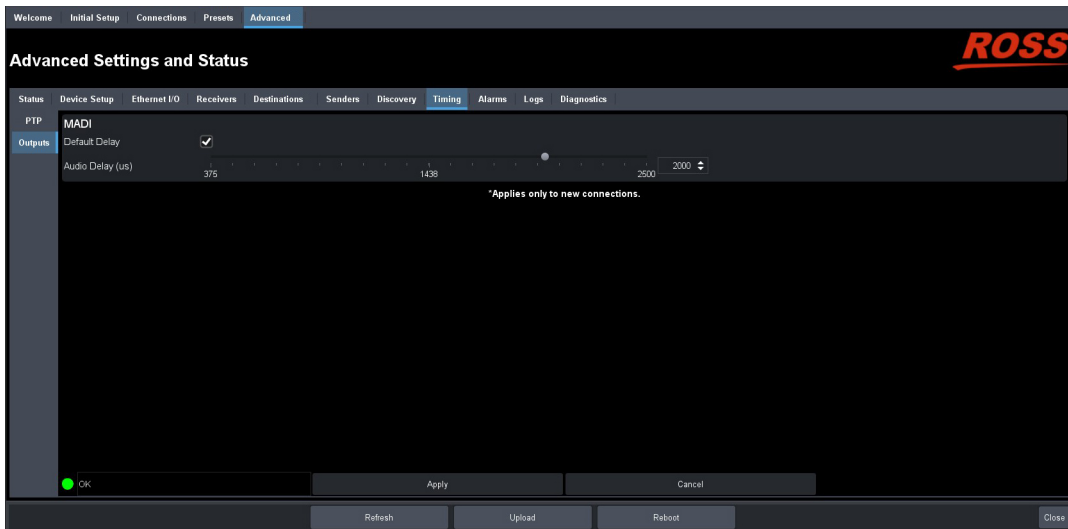 Welcome Initial Setup Connections Presets Advanced
ROSS
Advanced Settings and Status
Status Device Setup Ethernet I/O Receivers Destinations Senders Discovery Timing Alarms Logs Diagnostics
PTP
Outputs
MADI
Default Delay
Audio Delay (us)
375 1438 2500
2000
*Applies only to new connections.
OK Apply Cancel
Refresh Upload Reboot Close